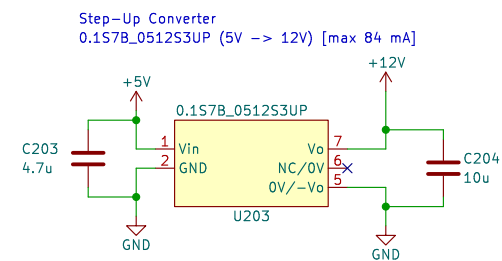 Step-Up Converter
0.1S7B_0512S3UP (5V -> 12V) [max 84 mA]
+5V
+12V
0.1S7B_0512S3UP
C203
4.7u
1
Vin
2
GND
Vo
7
NC/0V
6
0V/-Vo
5
C204
10u
U203
GND
GND